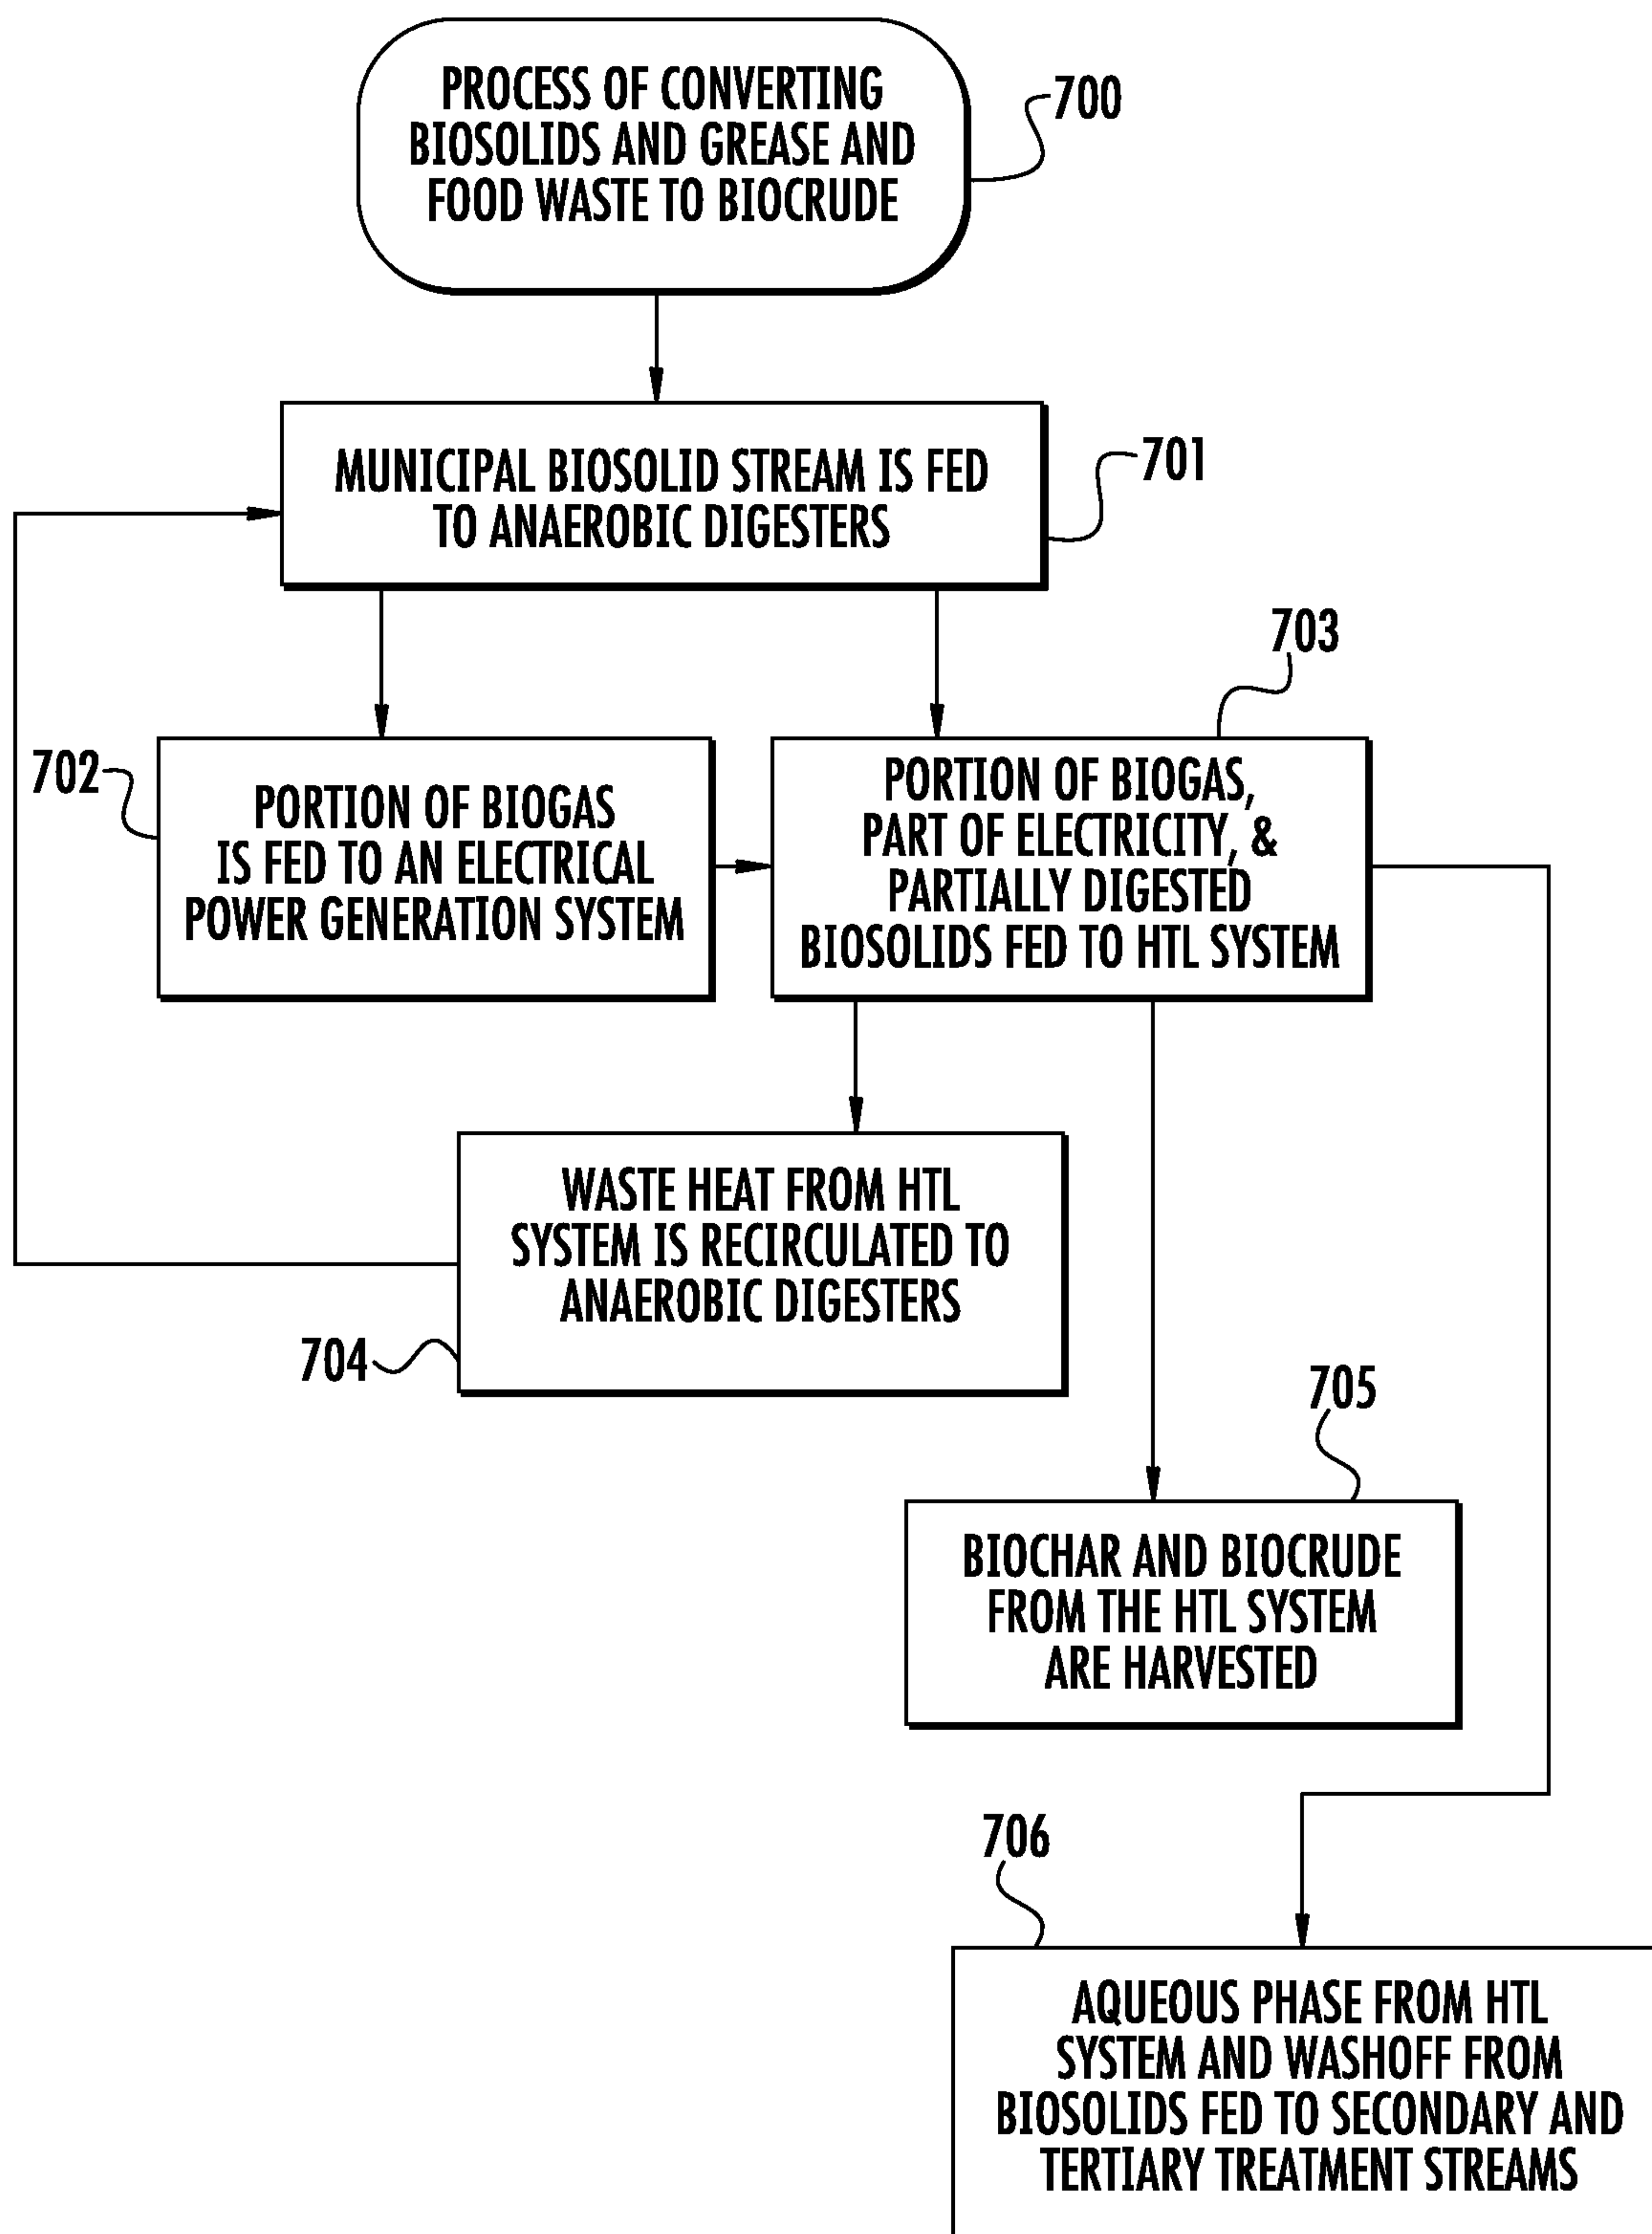 PROCESS OF CONVERTING
BIOSOLIDS AND GREASE AND
FOOD WASTE TO BIOCRUDE
700
MUNICIPAL BIOSOLID STREAM IS FED
TO ANAEROBIC DIGESTERS
701
702
PORTION OF BIOGAS
IS FED TO AN ELECTRICAL
POWER GENERATION SYSTEM
703
PORTION OF BIOGAS,
PART OF ELECTRICITY, &
PARTIALLY DIGESTED
BIOSOLIDS FED TO HTL SYSTEM
WASTE HEAT FROM HTL
SYSTEM IS RECIRCULATED TO
ANAEROBIC DIGESTERS
704
705
BIOCHAR AND BIOCRUDE
FROM THE HTL SYSTEM
ARE HARVESTED
706
AQUEOUS PHASE FROM HTL
SYSTEM AND WASHOFF FROM
BIOSOLIDS FED TO SECONDARY AND
TERTIARY TREATMENT STREAMS